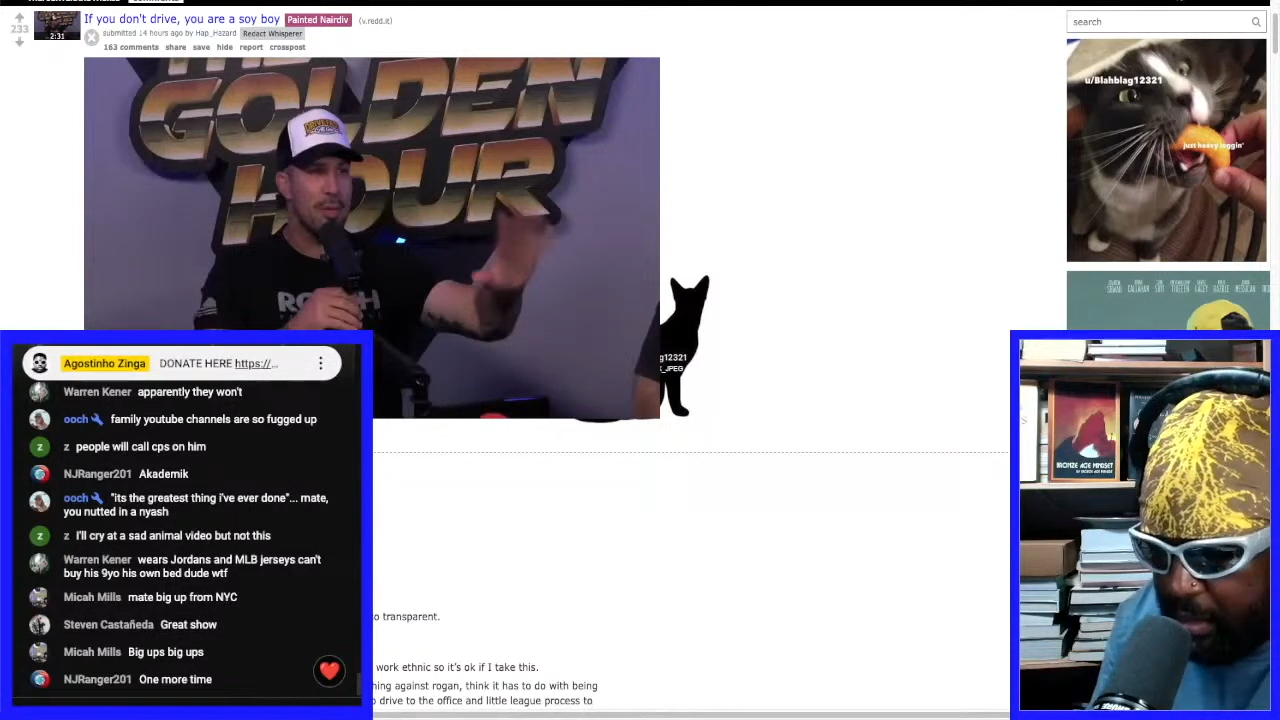 comments
If you don't drive, you are a soy boy Painted Nairdiv (v.redd.it)
233
2:31
submitted 14 hours ago by Hap_Hazard Redact Whisperer
163 comments share save hide report crosspost
search
u/Blahblag12321
just heavy loggin'
THE
GOLDEN
HOUR
g12321
_JPEG
Agostinho Zinga DONATE HERE https://...
Warren Kener apparently they won't
ooch family youtube channels are so fugged up
z z people will call cps on him
NJRanger201 Akademik
ooch "its the greatest thing i've ever done"... mate,
you nutted in a nyash
z z I'll cry at a sad animal video but not this
Warren Kener wears Jordans and MLB jerseys can't
buy his 9yo his own bed dude wtf
Micah Mills mate big up from NYC
Steven Castañeda Great show
Micah Mills Big ups big ups
NJRanger201 One more time
o transparent.
work ethnic so it's ok if I take this.
hing against rogan, think it has to do with being
o drive to the office and little league process to
BRONZE AGE MINDSET